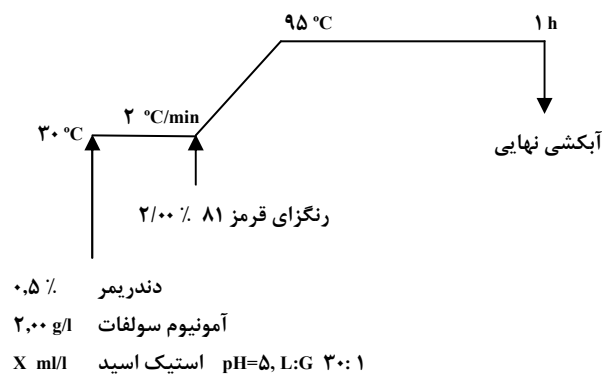 ۹۵ ºC
۱ h
۲ ºC/min
۳۰ ºC
آبکشی نهایی
رنگزای قرمز ۸۱ ٪ ۲/۰۰
دندریمر ٪ ۰,۵
آمونیوم سولفات ۲,۰۰ g/l
X ml/l استیک اسید pH=۵, L:G ۳۰:۱